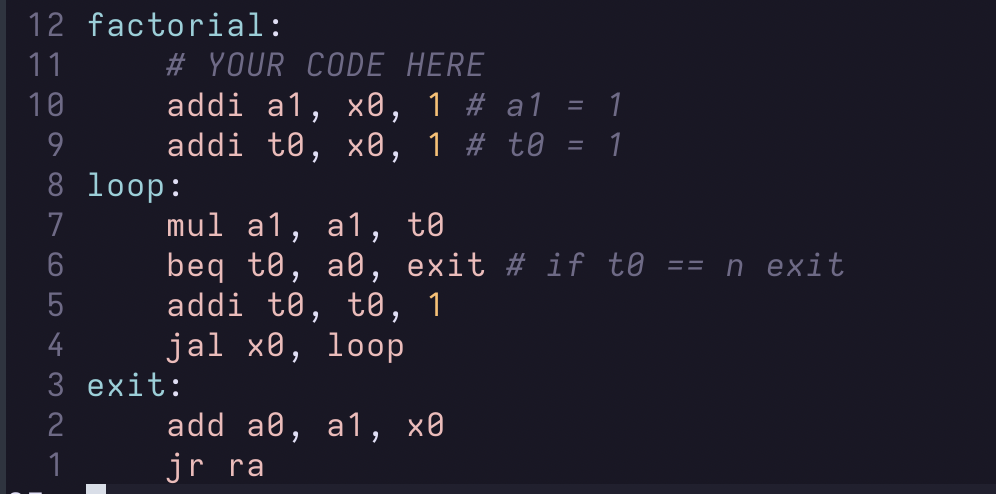 12 factorial:
11 # YOUR CODE HERE
10 addi a1, x0, 1 # a1 = 1
9 addi t0, x0, 1 # t0 = 1
8 loop:
7 mul a1, a1, t0
6 beq t0, a0, exit # if t0 == n exit
5 addi t0, t0, 1
4 jal x0, loop
3 exit:
2 add a0, a1, x0
1 jr ra